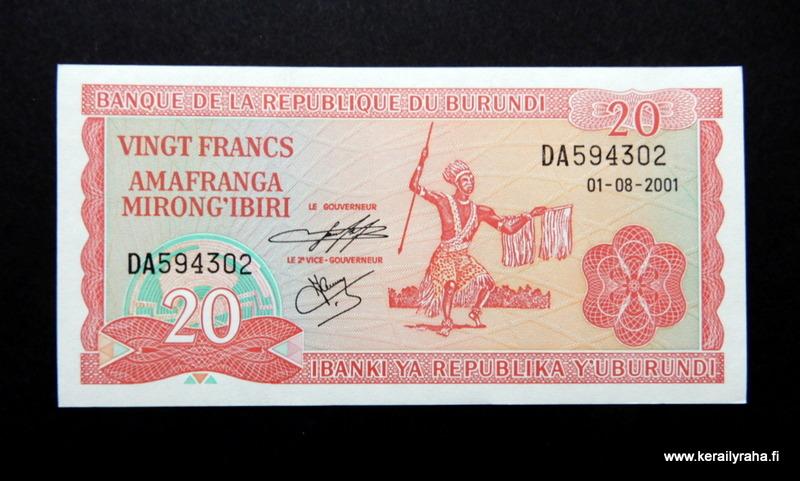 BANQUE DE LA REPUBLIQUE DU BURUNDI
20
VINGT FRANCS
AMAFRANGA
MIRONG'IBIRI
DA594302
01-08-2001
LE GOUVERNEUR
LE 2e VICE-GOUVERNEUR
DA594302
20
IBANKI YA REPUBLIKA Y'UBURUNDI
www.kerailyraha.fi